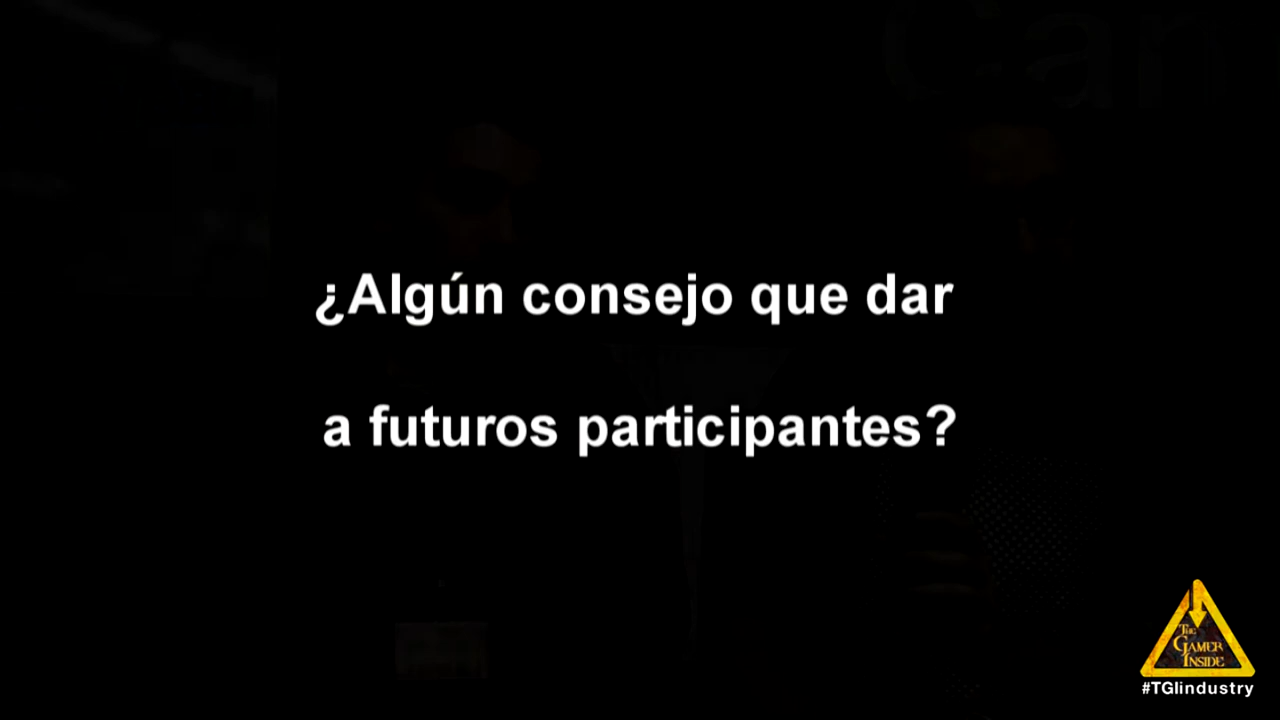 ¿Algún consejo que dar
a futuros participantes?
THE
GAMER
INSIDE
#TGIindustry